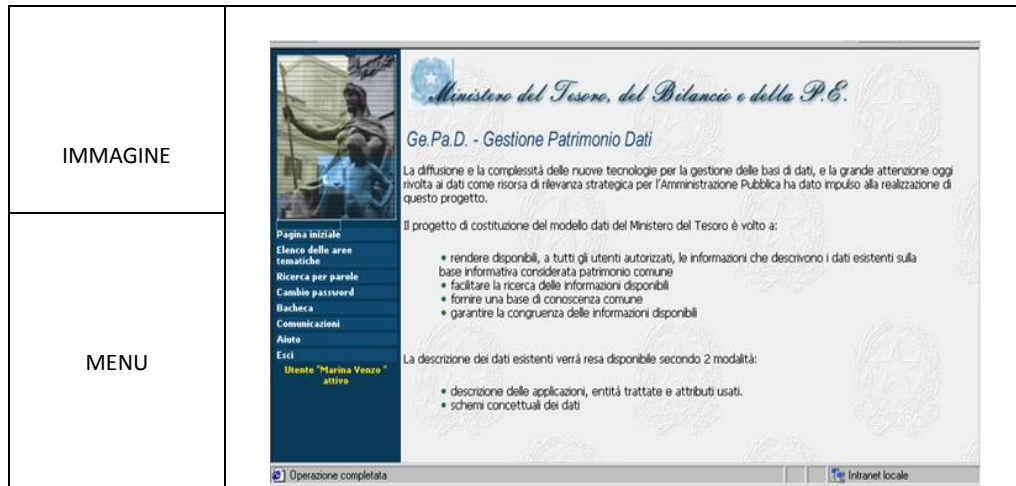 IMMAGINE
MENU
Ministero del Tesoro, del Bilancio e della P.E.
Ge.Pa.D. - Gestione Patrimonio Dati
La diffusione e la complessità delle nuove tecnologie per la gestione delle basi di dati, e la grande attenzione oggi
rivolta ai dati come risorsa di rilevanza strategica per l'Amministrazione Pubblica ha dato impulso alla realizzazione di
questo progetto.
Il progetto di costituzione del modello dati del Ministero del Tesoro è volto a:
• rendere disponibili, a tutti gli utenti autorizzati, le informazioni che descrivono i dati esistenti sulla
base informativa considerata patrimonio comune
• facilitare la ricerca delle informazioni disponibili
• fornire una base di conoscenza comune
• garantire la congruenza delle informazioni disponibili
La descrizione dei dati esistenti verrà resa disponibile secondo 2 modalità:
• descrizione delle applicazioni, entità trattate e attributi usati.
• schemi concettuali dei dati
Pagina iniziale
Elenco delle aree
tematiche
Ricerca per parole
Cambio password
Bacheca
Comunicazioni
Aiuto
Esci
Utente "Marina Venzo "
attivo
Operazione completata
Intranet locale